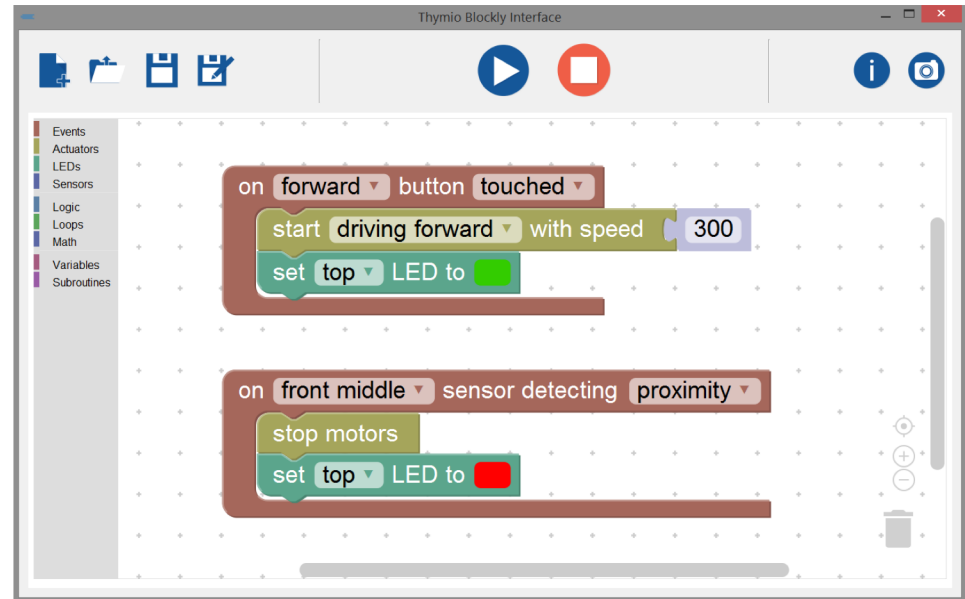 Thymio Blockly Interface
i
Events
Actuators
LEDs
Sensors
Logic
Loops
Math
Variables
Subroutines
on forward button touched
start driving forward with speed 300
set top LED to
on front middle sensor detecting proximity
stop motors
set top LED to